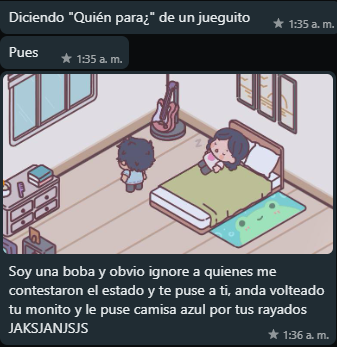 Diciendo "Quién para¿" de un jueguito
1:35 a. m.
Pues
1:35 a. m.
Soy una boba y obvio ignore a quienes me
contestaron el estado y te puse a ti, anda volteado
tu monito y le puse camisa azul por tus rayados
JAKSJANJSJS
1:36 a. m.